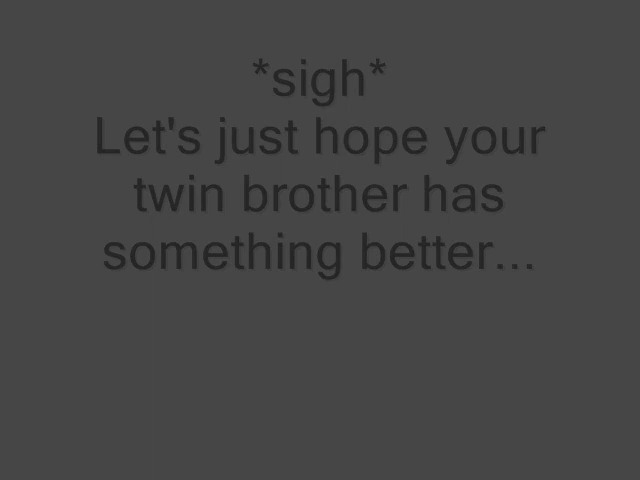 *sigh*
Let's just hope your
twin brother has
something better...